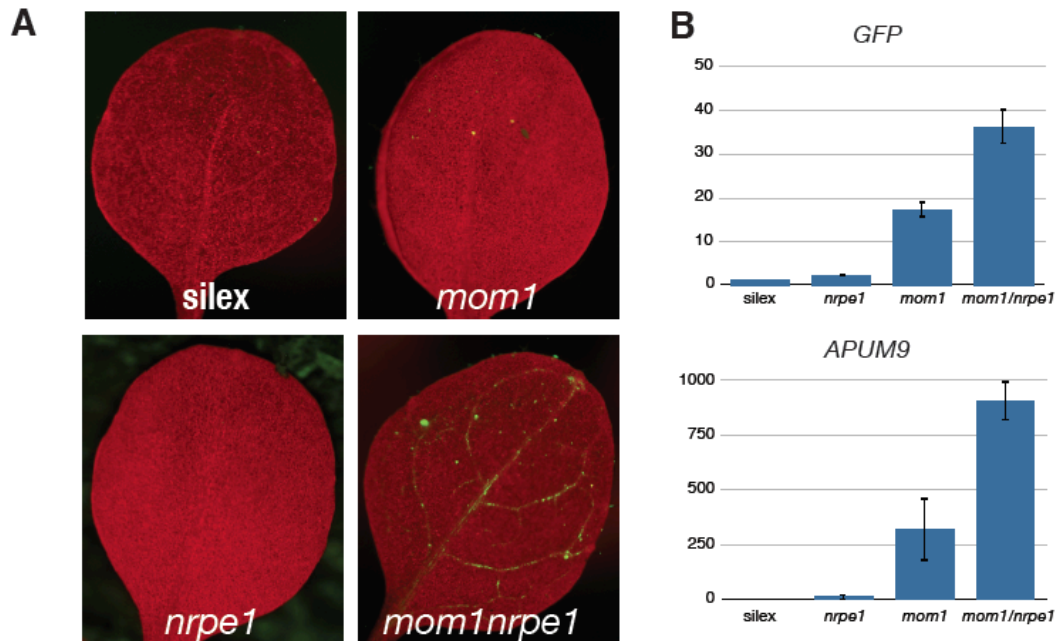 A
silex
mom1
nrpe1
mom1nrpe1
B
GFP
50
40
30
20
10
0
silex
nrpe1
mom1
mom1/nrpe1
APUM9
1000
750
500
250
0
silex
nrpe1
mom1
mom1/nrpe1